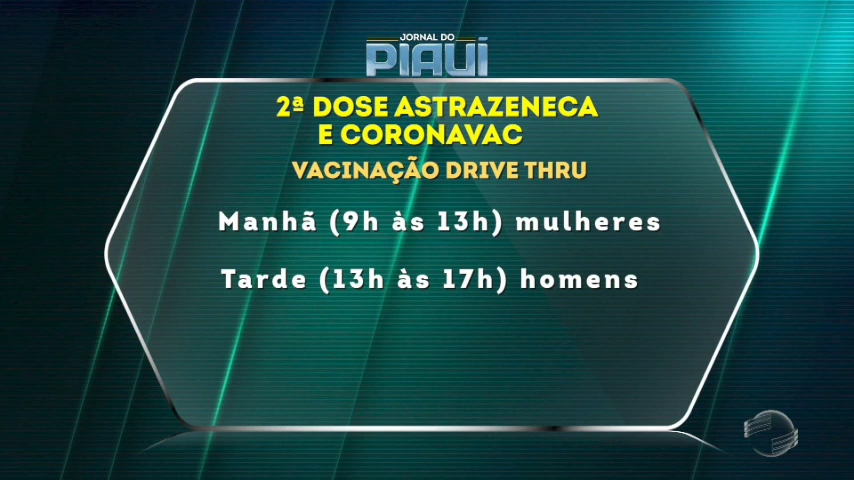 JORNAL DO
PIAUÍ
2ª DOSE ASTRAZENECA
E CORONAVAC
VACINAÇÃO DRIVE THRU
Manhã (9h às 13h) mulheres
Tarde (13h às 17h) homens